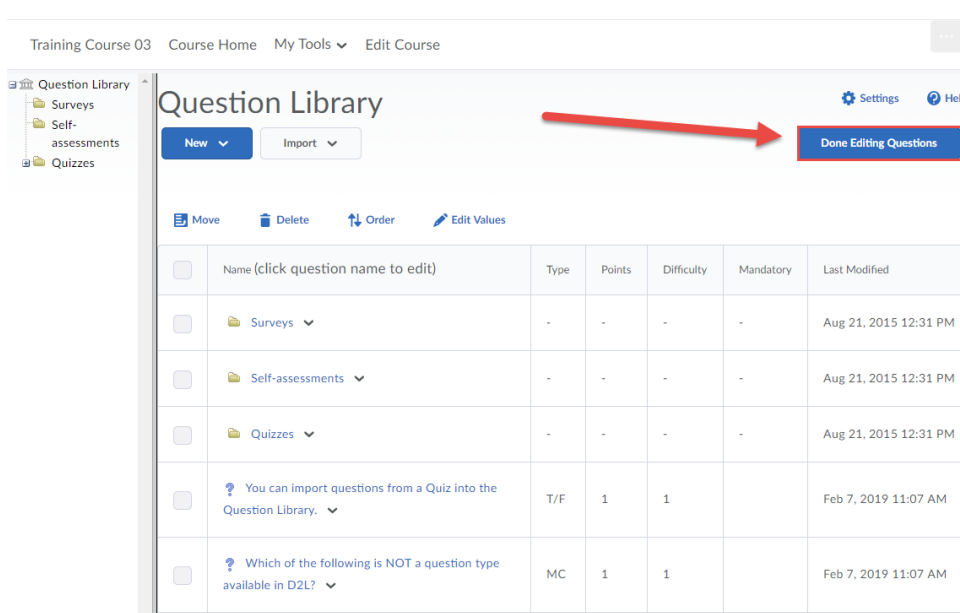 Training Course 03 Course Home My Tools Edit Course
Question Library
Surveys
Self-
assessments
Quizzes
Question Library
Settings
New Import
Done Editing Questions
Move Delete Order Edit Values
Name (click question name to edit) Type Points Difficulty Mandatory Last Modified
Surveys - - - - Aug 21, 2015 12:31 PM
Self-assessments - - - - Aug 21, 2015 12:31 PM
Quizzes - - - - Aug 21, 2015 12:31 PM
You can import questions from a Quiz into the
Question Library. T/F 1 1 Feb 7, 2019 11:07 AM
Which of the following is NOT a question type
available in D2L? MC 1 1 Feb 7, 2019 11:07 AM